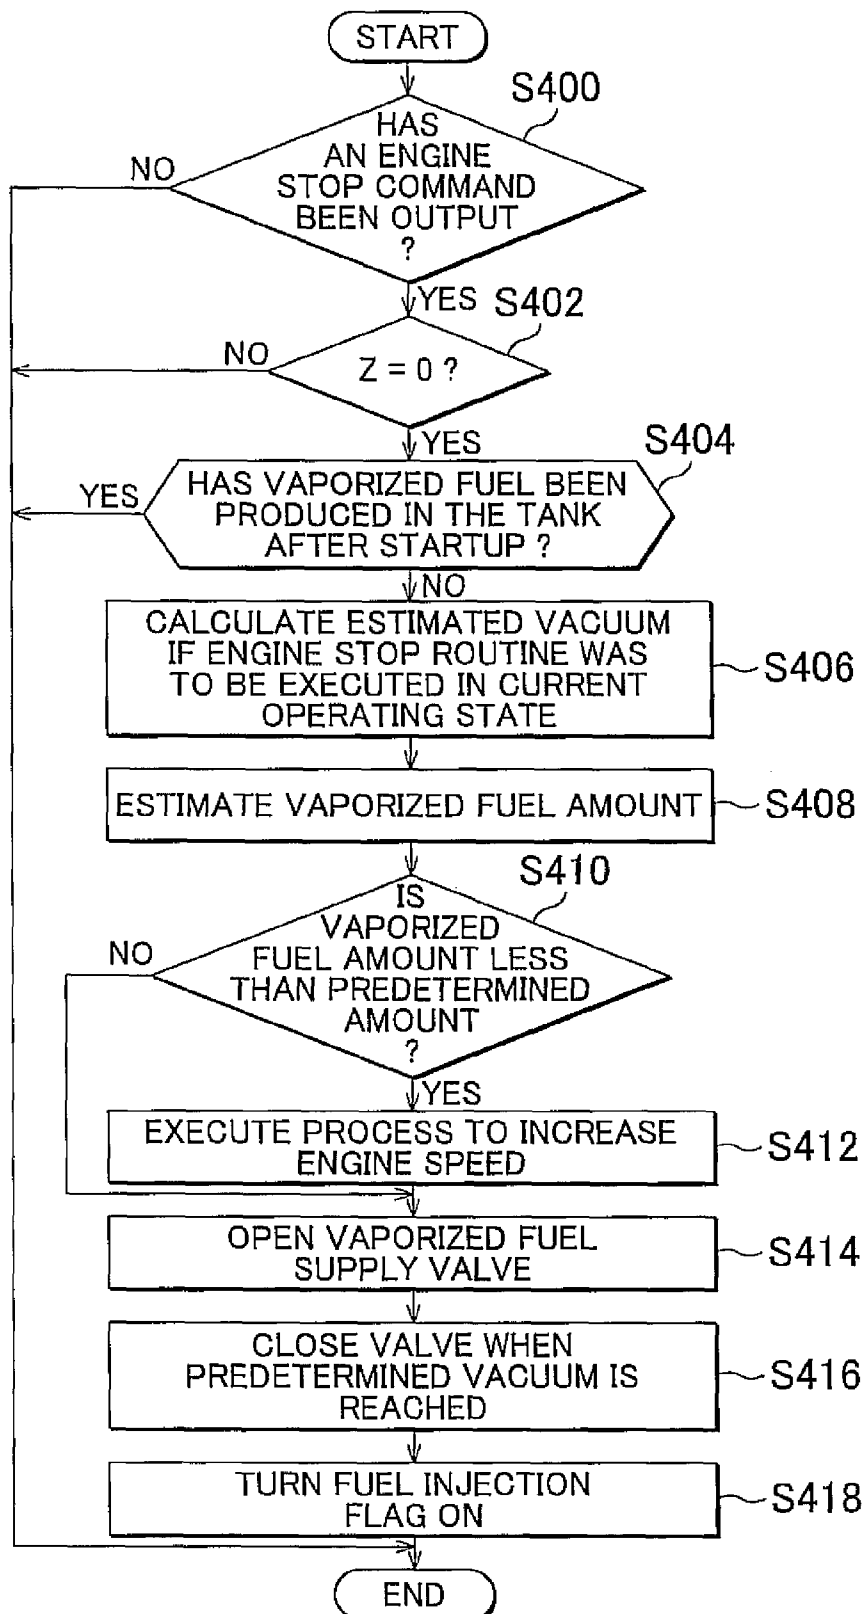 START
S400
HAS
AN ENGINE
STOP COMMAND
BEEN OUTPUT
?
NO
YES
S402
NO
Z = 0 ?
YES
S404
YES
HAS VAPORIZED FUEL BEEN
PRODUCED IN THE TANK
AFTER STARTUP ?
NO
CALCULATE ESTIMATED VACUUM
IF ENGINE STOP ROUTINE WAS
TO BE EXECUTED IN CURRENT
OPERATING STATE
S406
ESTIMATE VAPORIZED FUEL AMOUNT
S408
S410
IS
VAPORIZED
FUEL AMOUNT LESS
THAN PREDETERMINED
AMOUNT
?
NO
YES
EXECUTE PROCESS TO INCREASE
ENGINE SPEED
S412
OPEN VAPORIZED FUEL
SUPPLY VALVE
S414
CLOSE VALVE WHEN
PREDETERMINED VACUUM IS
REACHED
S416
TURN FUEL INJECTION
FLAG ON
S418
END